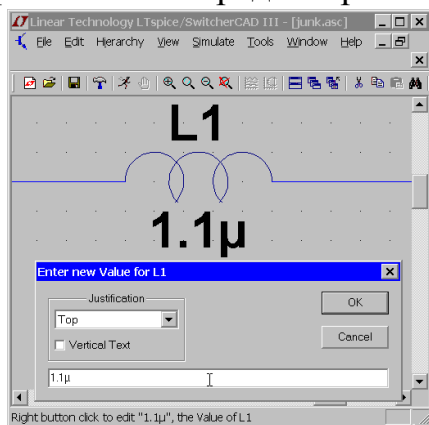 Linear Technology LTspice/SwitcherCAD III - [junk.asc]
File Edit Hierarchy View Simulate Tools Window Help
L1
1.1µ
Enter new Value for L1
Justification
OK
Top
Cancel
Vertical Text
1.1µ
Right button click to edit "1.1µ", the Value of L1